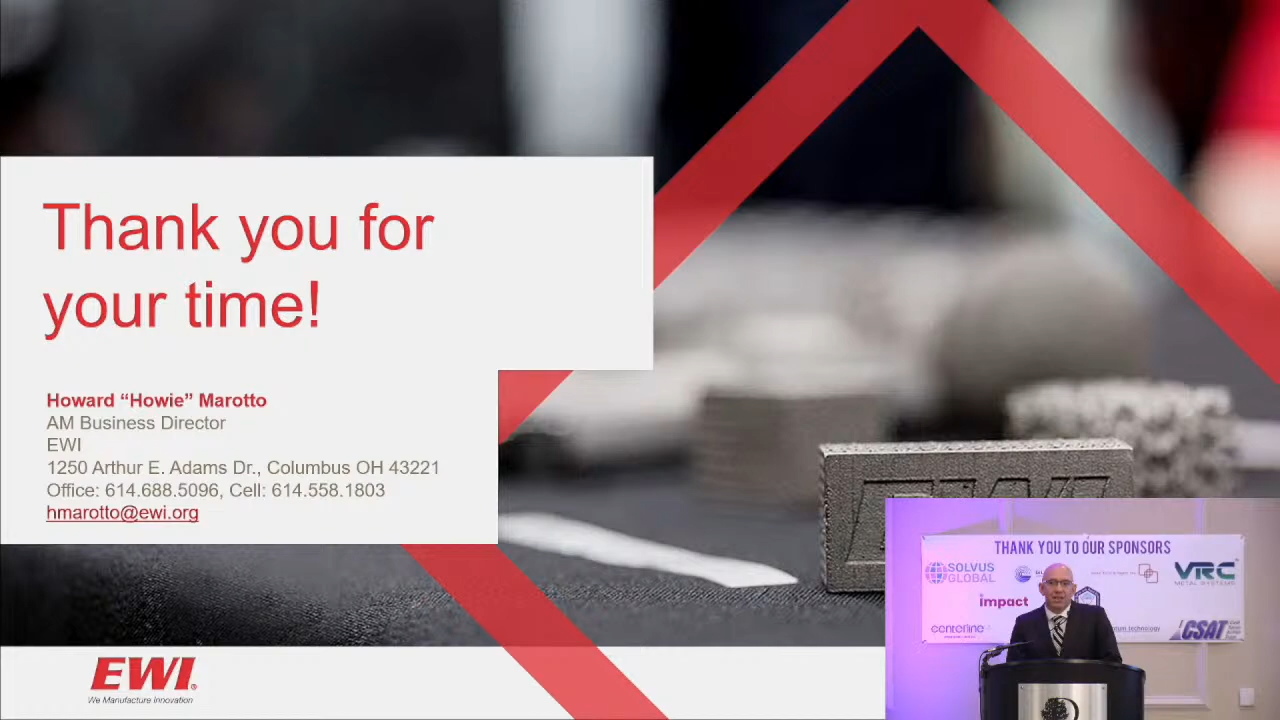 Thank you for
your time!
Howard “Howie” Marotto
AM Business Director
EWI
1250 Arthur E. Adams Dr., Columbus OH 43221
Office: 614.688.5096, Cell: 614.558.1803
hmarotto@ewi.org
EWI
EWI®
We Manufacture Innovation
THANK YOU TO OUR SPONSORS
SOLVUS
GLOBAL
VRC
METAL SYSTEMS
impact
centerline
technology
CSAT